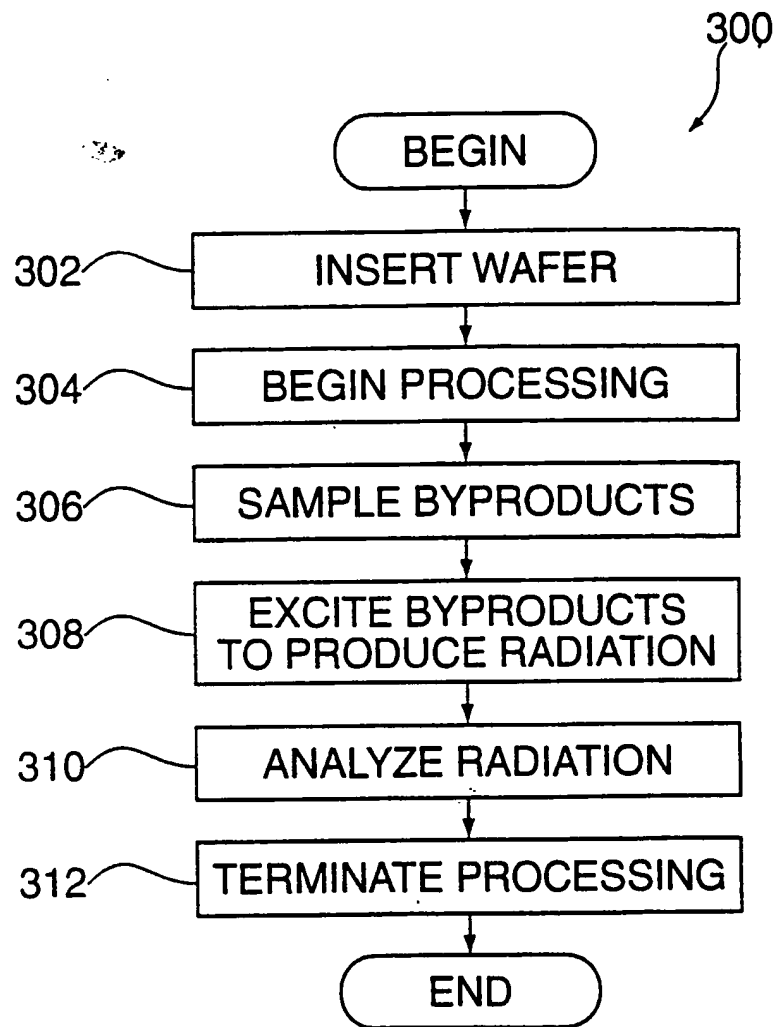 300
BEGIN
302 INSERT WAFER
304 BEGIN PROCESSING
306 SAMPLE BYPRODUCTS
308 EXCITE BYPRODUCTS
TO PRODUCE RADIATION
310 ANALYZE RADIATION
312 TERMINATE PROCESSING
END